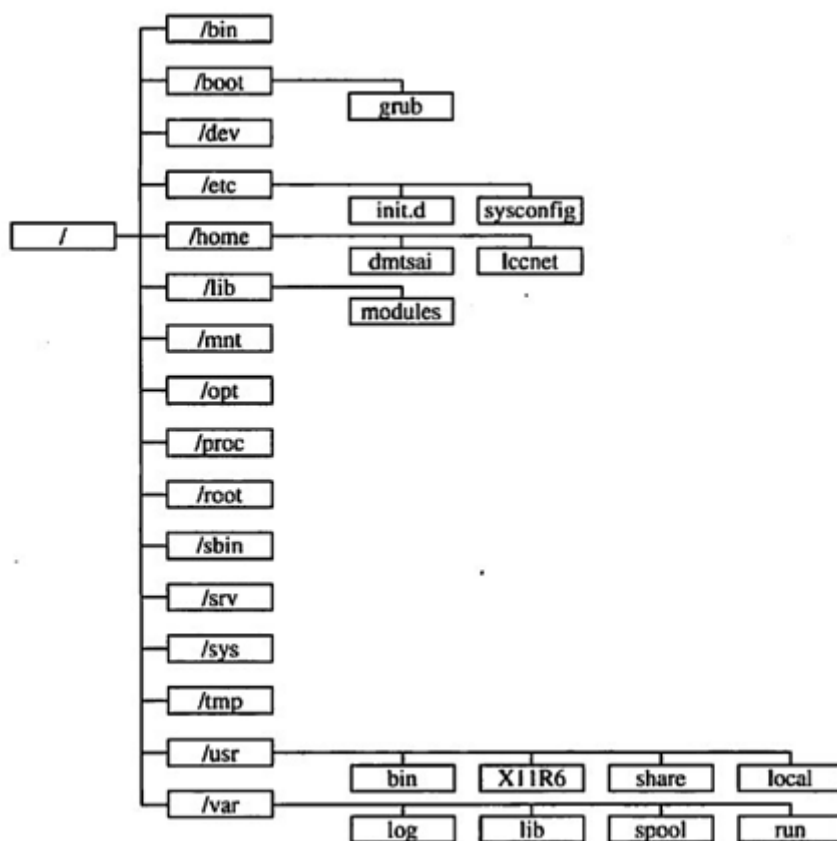 /bin
/boot
grub
/dev
/etc
init.d sysconfig
/ /home
dmtsai lccnet
/lib
modules
/mnt
/opt
/proc
/root
/sbin
/srv
/sys
/tmp
/usr
bin X11R6 share local
/var
log lib spool run